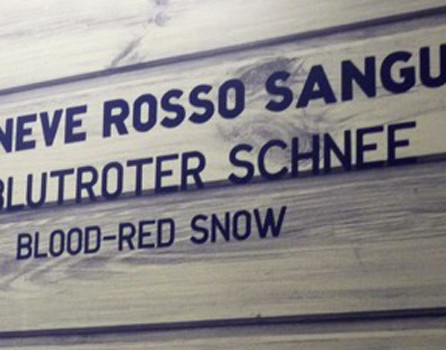 NEVE ROSSO SANGU
BLUTROTER SCHNEE
BLOOD-RED SNOW